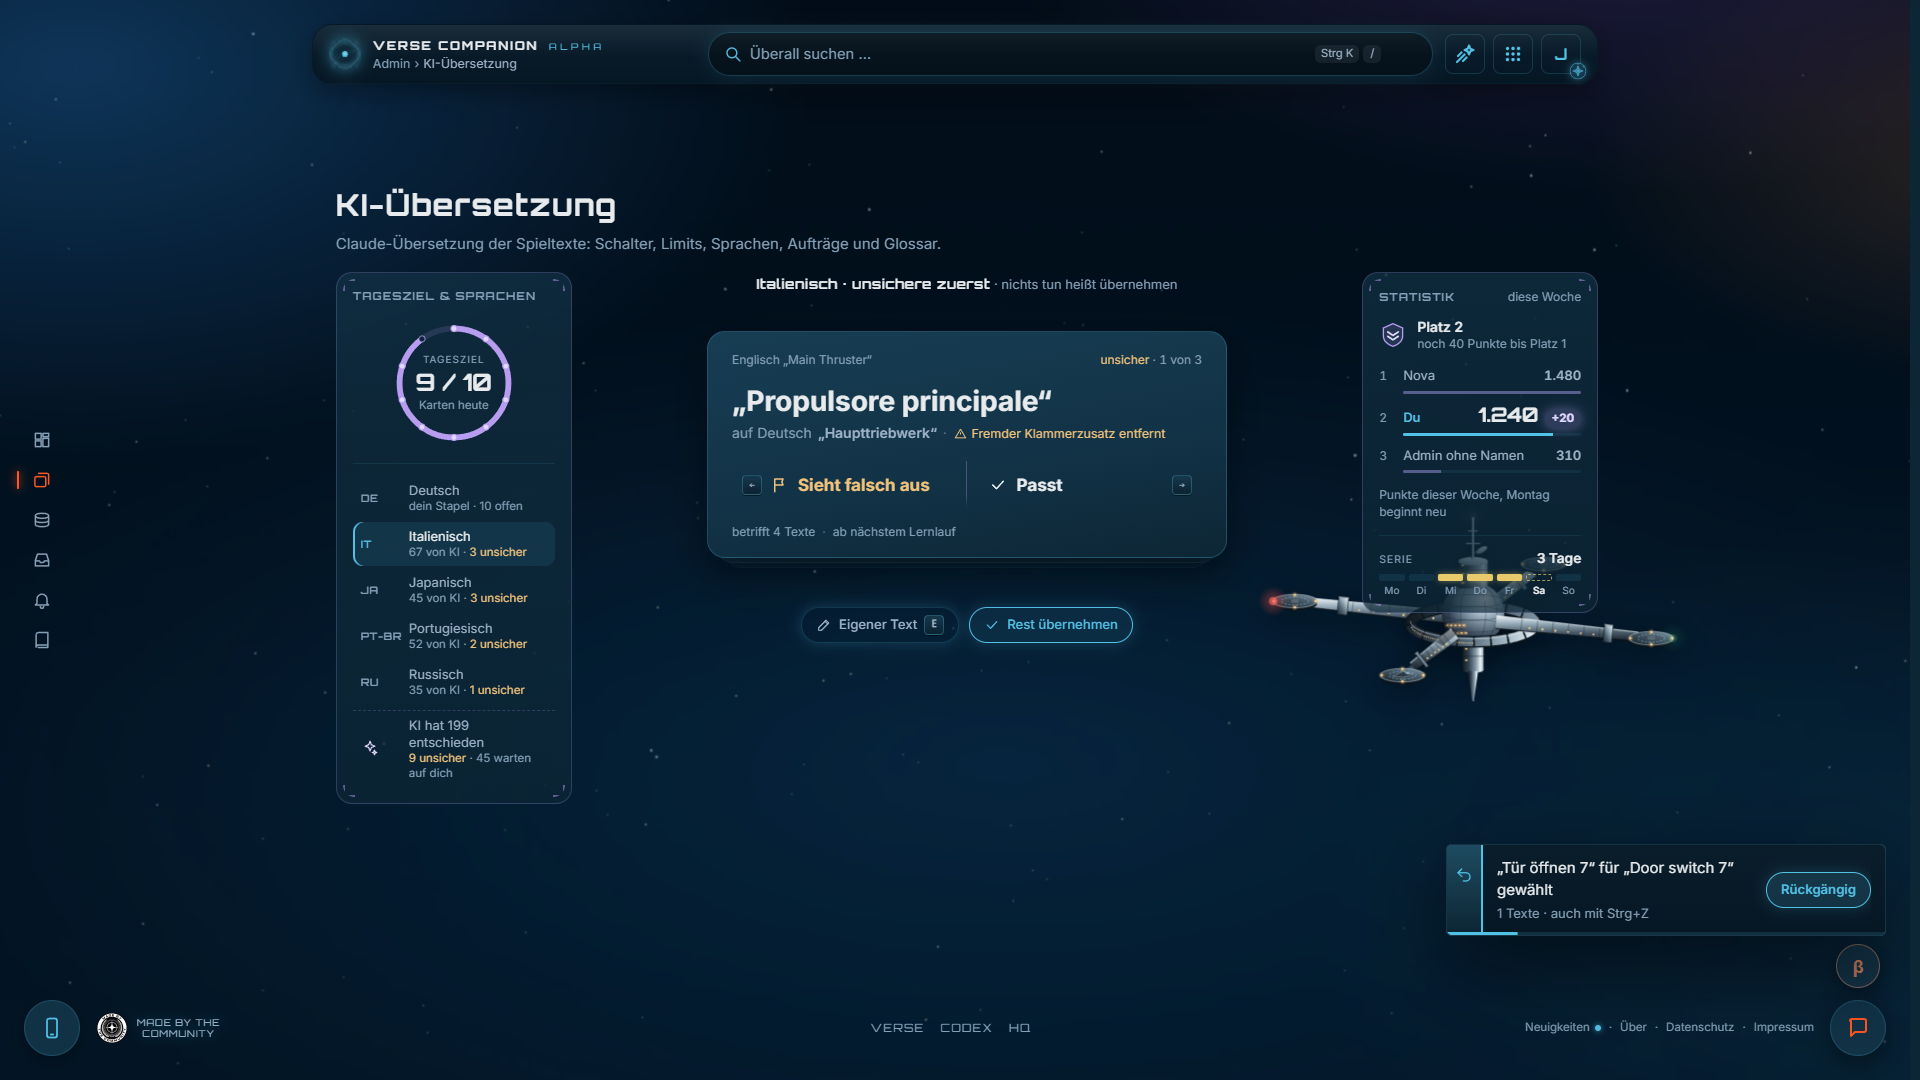 VERSE COMPANION ALPHA
Admin › KI-Übersetzung
Überall suchen ...
Strg K /
KI-Übersetzung
Claude-Übersetzung der Spieltexte: Schalter, Limits, Sprachen, Aufträge und Glossar.
TAGESZIEL & SPRACHEN
TAGESZIEL
9 / 10
Karten heute
DE Deutsch
dein Stapel · 10 offen
IT Italienisch
67 von KI · 3 unsicher
JA Japanisch
45 von KI · 3 unsicher
PT-BR Portugiesisch
52 von KI · 2 unsicher
RU Russisch
35 von KI · 1 unsicher
KI hat 199
entschieden
9 unsicher · 45 warten
auf dich
Italienisch · unsichere zuerst · nichts tun heißt übernehmen
Englisch „Main Thruster“
unsicher · 1 von 3
„Propulsore principale“
auf Deutsch „Haupttriebwerk“ · Fremder Klammerzusatz entfernt
← Sieht falsch aus
Passt →
betrifft 4 Texte · ab nächstem Lernlauf
Eigener Text E
Rest übernehmen
STATISTIK diese Woche
Platz 2
noch 40 Punkte bis Platz 1
1 Nova 1.480
2 Du 1.240 +20
3 Admin ohne Namen 310
Punkte dieser Woche, Montag
beginnt neu
SERIE 3 Tage
Mo Di Mi Do Fr Sa So
„Tür öffnen 7“ für „Door switch 7“
gewählt
1 Texte · auch mit Strg+Z
Rückgängig
β
MADE BY THE
COMMUNITY
VERSE CODEX HQ
Neuigkeiten · Über · Datenschutz · Impressum